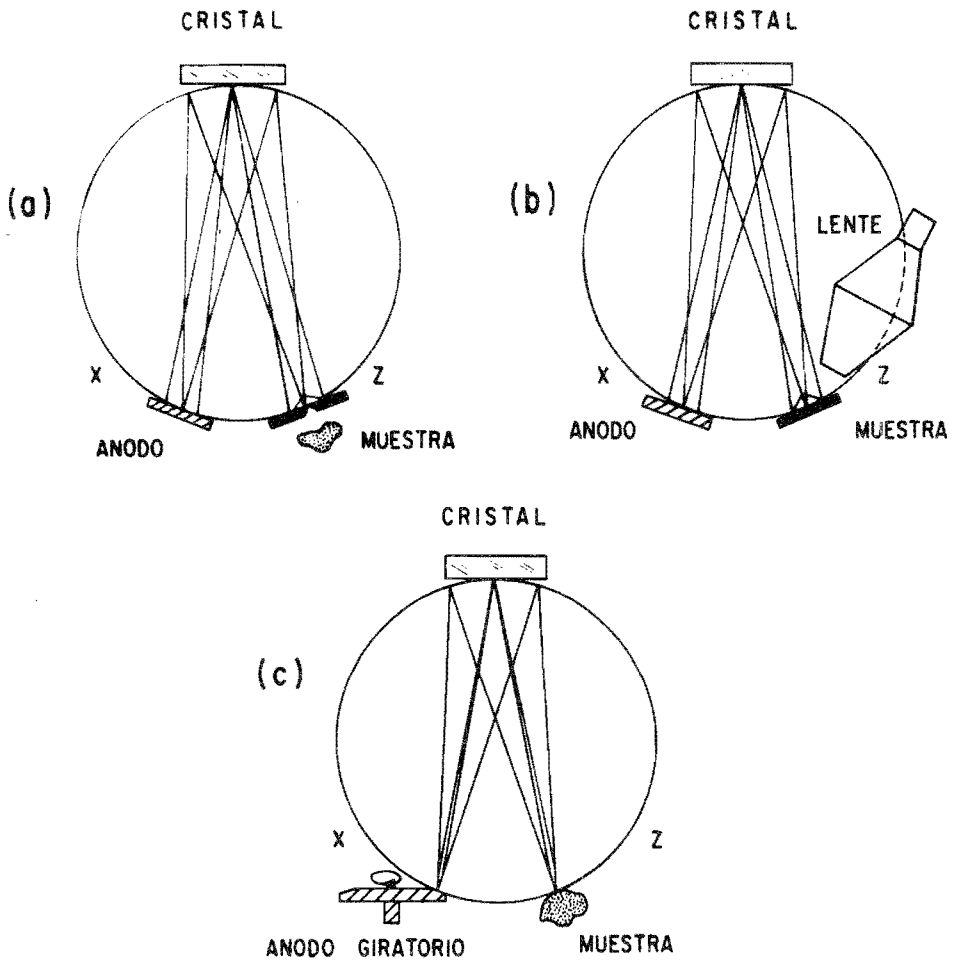 CRISTAL
(a)
X
Z
ANODO
MUESTRA
CRISTAL
(b)
LENTE
X
Z
ANODO
MUESTRA
CRISTAL
(c)
X
Z
ANODO GIRATORIO
MUESTRA